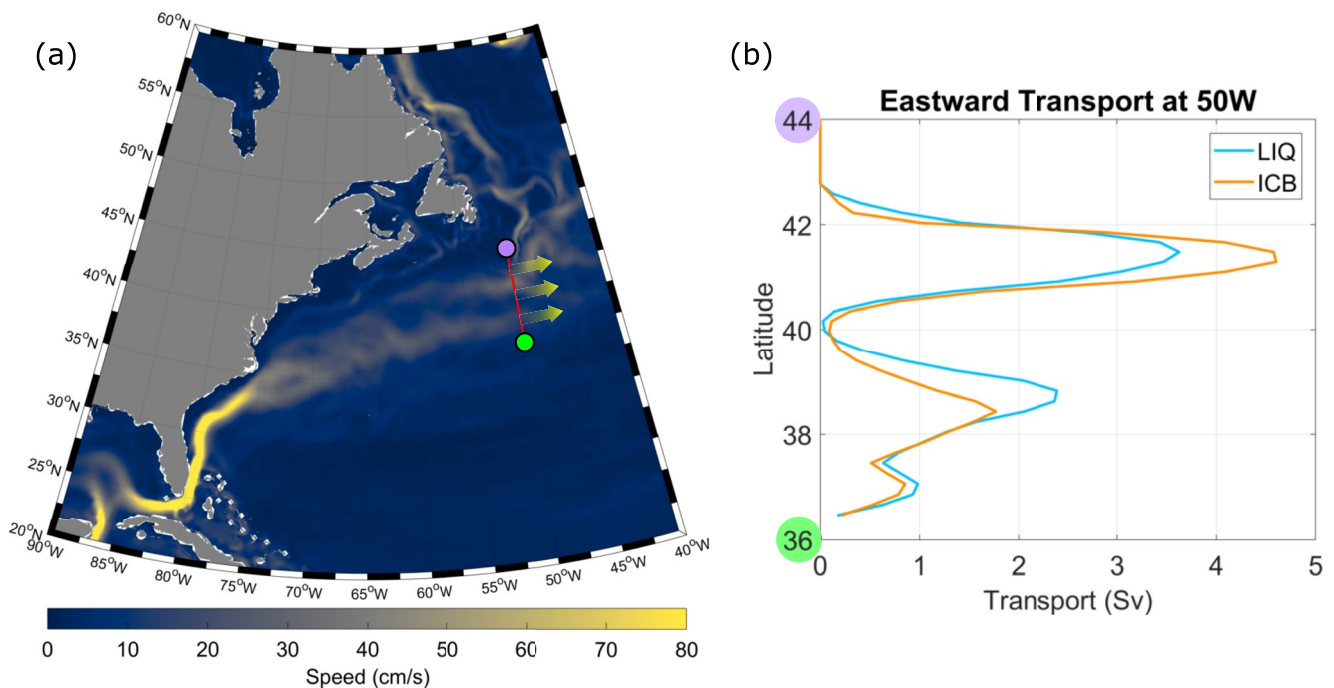 (a)
60°N
55°N
50°N
45°N
40°N
35°N
30°N
25°N
20°N
90°W
85°W
80°W
75°W
70°W
65°W
60°W
55°W
50°W
45°W
40°W
0 10 20 30 40 50 60 70 80
Speed (cm/s)
(b)
Eastward Transport at 50W
LIQ
ICB
Latitude
44
42
40
38
36
0 1 2 3 4 5
Transport (Sv)